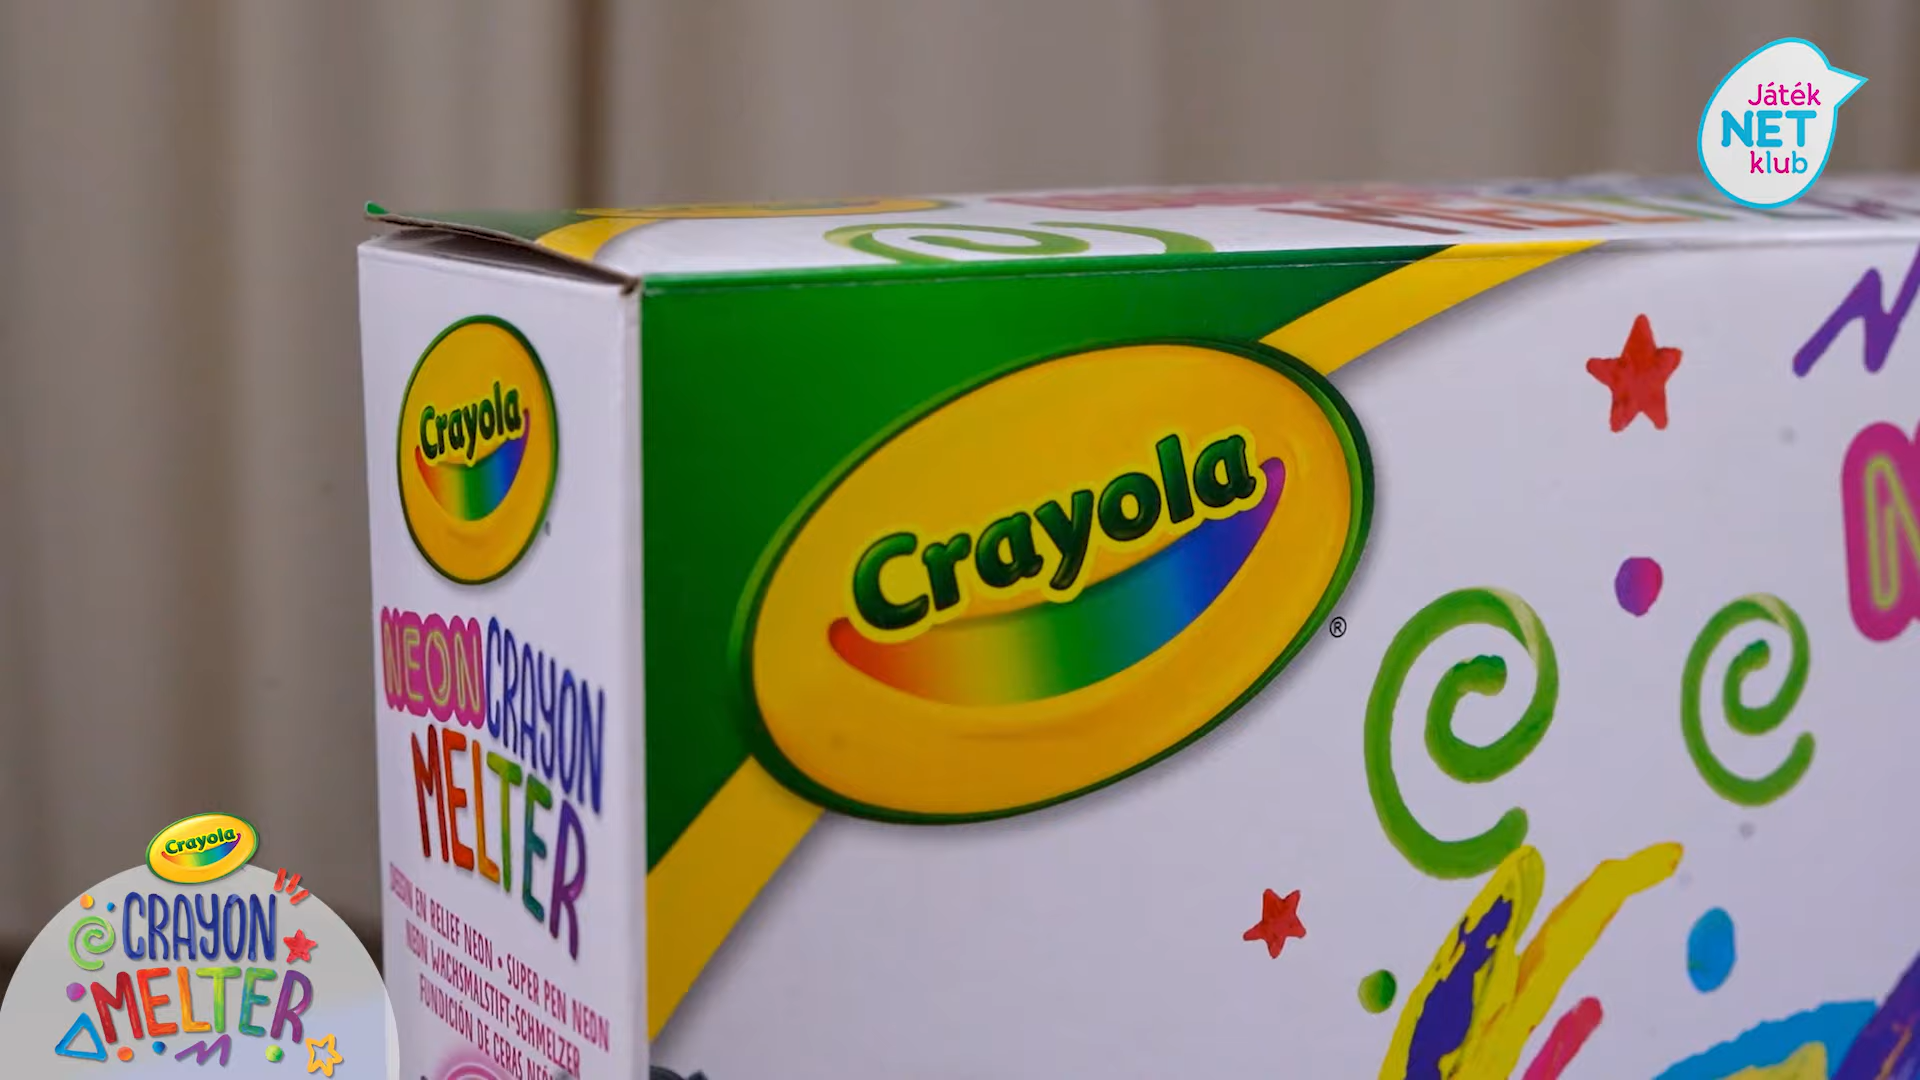 Játék
NET
klub
Crayola
NEON CRAYON
MELTER
DESSIN EN RELIEF NEON • SUPER PEN NEON
NEON WACHSMALSTIFT-SCHMELZER
FUNDICIÓN DE CERAS
Crayola
®
Crayola
CRAYON
MELTER